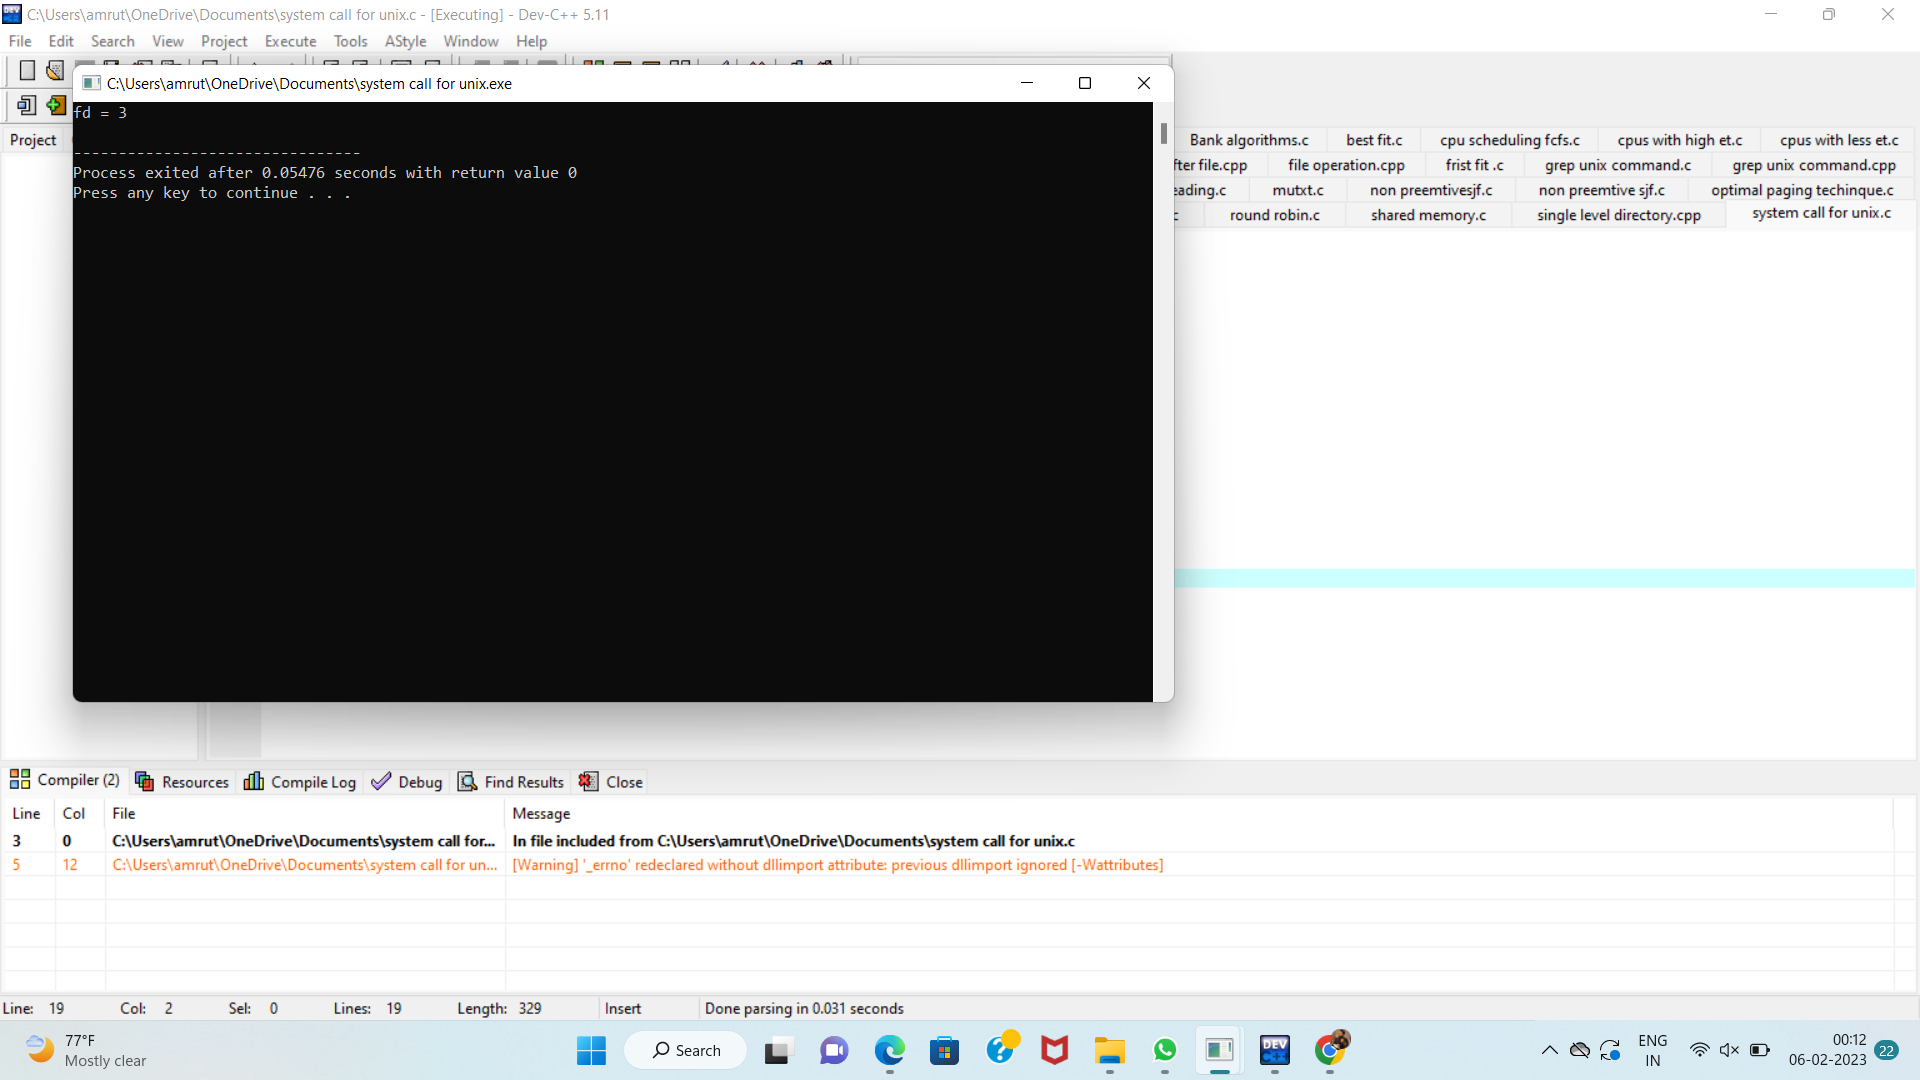 C:\Users\amrut\OneDrive\Documents\system call for unix.c - [Executing] - Dev-C++ 5.11
File Edit Search View Project Execute Tools AStyle Window Help
C:\Users\amrut\OneDrive\Documents\system call for unix.exe
fd = 3
--------------------------------
Process exited after 0.05476 seconds with return value 0
Press any key to continue . . .
Project
Bank algorithms.c best fit.c cpu scheduling fcfs.c cpus with high et.c cpus with less et.c
fter file.cpp file operation.cpp frist fit .c grep unix command.c grep unix command.cpp
eading.c mutxt.c non preemtivesjf.c non preemtive sjf.c optimal paging techinque.c
c round robin.c shared memory.c single level directory.cpp system call for unix.c
Compiler (2) Resources Compile Log Debug Find Results Close
Line Col File Message
3 0 C:\Users\amrut\OneDrive\Documents\system call for... In file included from C:\Users\amrut\OneDrive\Documents\system call for unix.c
5 12 C:\Users\amrut\OneDrive\Documents\system call for un... [Warning] '_errno' redeclared without dllimport attribute: previous dllimport ignored [-Wattributes]
Line: 19 Col: 2 Sel: 0 Lines: 19 Length: 329 Insert Done parsing in 0.031 seconds
77°F
Mostly clear
Search
DEV
C++
ENG
IN
00:12
06-02-2023
22